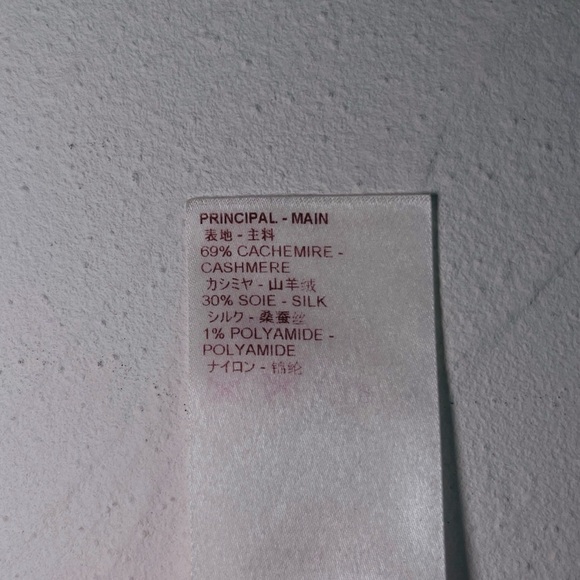 PRINCIPAL - MAIN
表地 - 主料
69% CACHEMIRE -
CASHMERE
カシミヤ - 山羊绒
30% SOIE - SILK
シルク - 桑蚕丝
1% POLYAMIDE -
POLYAMIDE
ナイロン - 锦纶